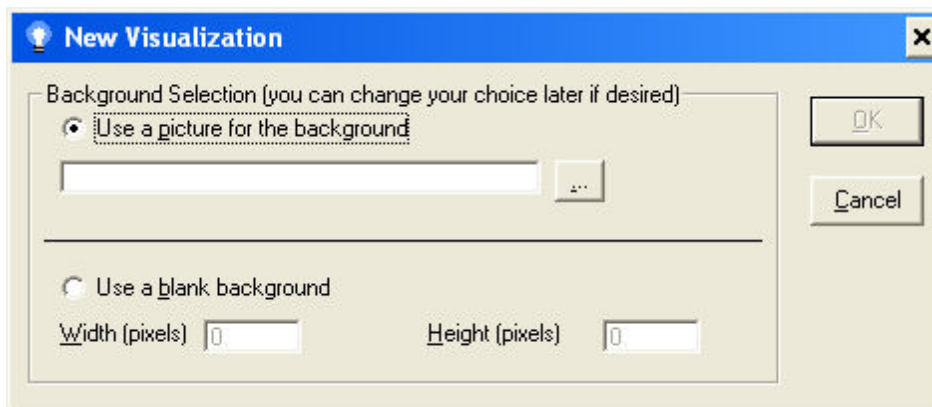 New Visualization
Background Selection (you can change your choice later if desired)
Use a picture for the background
...
OK
Cancel
Use a blank background
Width (pixels) 0 Height (pixels) 0